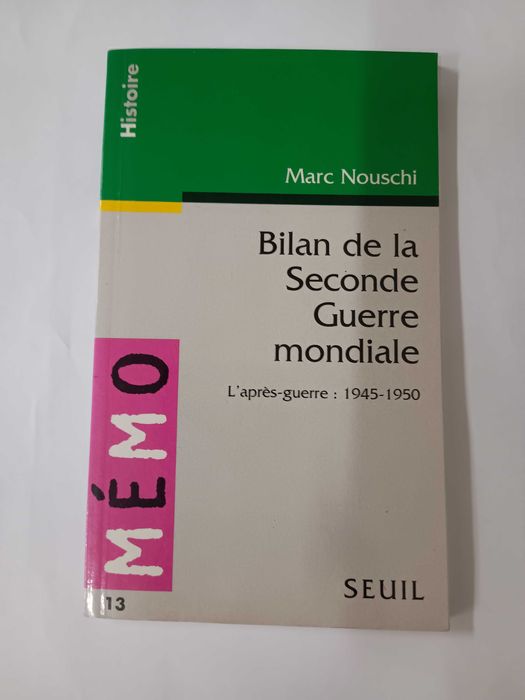 Histoire
Marc Nouschi
Bilan de la
Seconde
Guerre
mondiale
L'après-guerre : 1945-1950
MÉMO
13
SEUIL